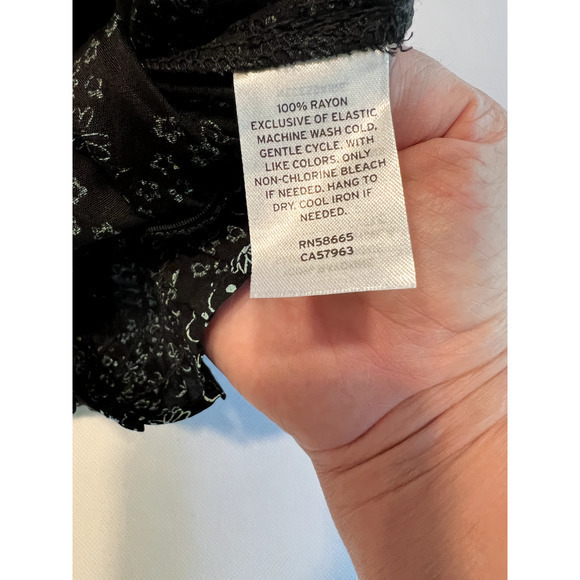 100% RAYON
EXCLUSIVE OF ELASTIC
MACHINE WASH COLD.
GENTLE CYCLE. WITH
LIKE COLORS. ONLY
NON-CHLORINE BLEACH
IF NEEDED. HANG TO
DRY. COOL IRON IF
NEEDED.
RN58665
CA57963